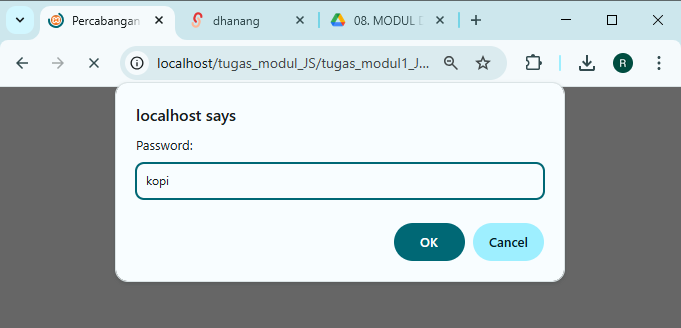 Percabangan
dhanang
08. MODUL D
localhost/tugas_modul_JS/tugas_modul1_J...
R
localhost says
Password:
kopi
OK
Cancel